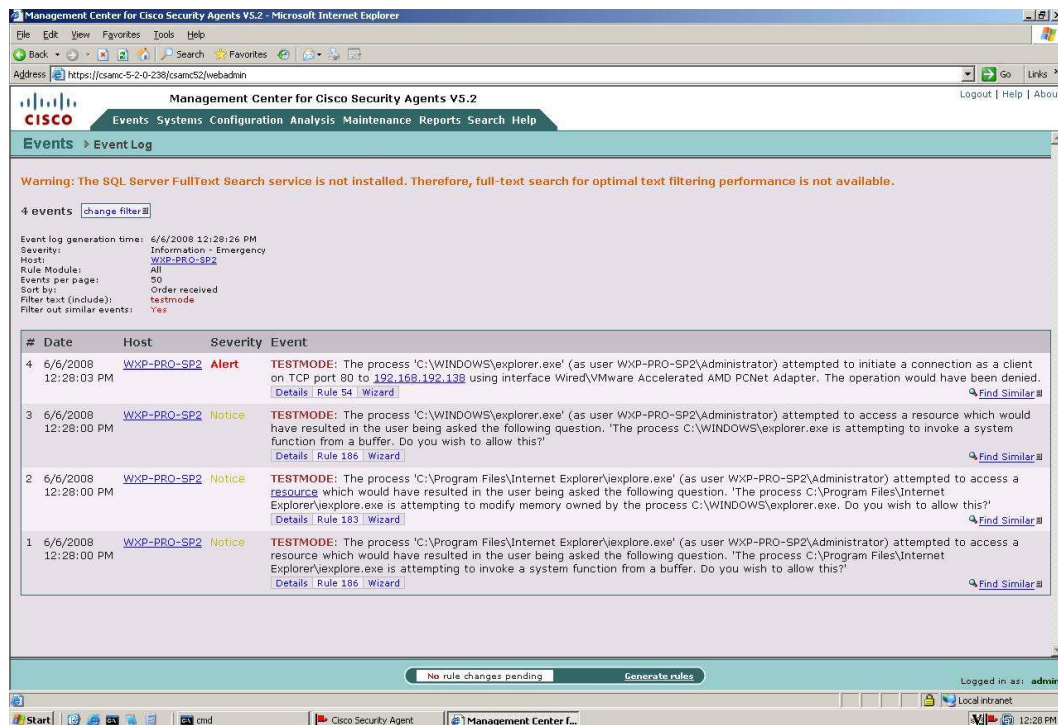 Management Center for Cisco Security Agents V5.2 - Microsoft Internet Explorer
File Edit View Favorites Tools Help
Back Search Favorites
Address https://csamc-5-2-0-238/csamc52/webadmin Go Links
Management Center for Cisco Security Agents V5.2
Logout | Help | Abou
CISCO
Events Systems Configuration Analysis Maintenance Reports Search Help
Events > Event Log
Warning: The SQL Server FullText Search service is not installed. Therefore, full-text search for optimal text filtering performance is not available.
4 events change filter
Event log generation time: 6/6/2008 12:28:26 PM
Severity: Information - Emergency
Host: WXP-PRO-SP2
Rule Module: All
Events per page: 50
Sort by: Order received
Filter text (include): testmode
Filter out similar events: Yes
# Date Host Severity Event
4 6/6/2008 12:28:03 PM WXP-PRO-SP2 Alert TESTMODE: The process 'C:\WINDOWS\explorer.exe' (as user WXP-PRO-SP2\Administrator) attempted to initiate a connection as a client
on TCP port 80 to 192.168.192.138 using interface Wired\VMware Accelerated AMD PCNet Adapter. The operation would have been denied.
Details Rule 54 Wizard Find Similar
3 6/6/2008 12:28:00 PM WXP-PRO-SP2 Notice TESTMODE: The process 'C:\WINDOWS\explorer.exe' (as user WXP-PRO-SP2\Administrator) attempted to access a resource which would
have resulted in the user being asked the following question. 'The process C:\WINDOWS\explorer.exe is attempting to invoke a system
function from a buffer. Do you wish to allow this?'
Details Rule 186 Wizard Find Similar
2 6/6/2008 12:28:00 PM WXP-PRO-SP2 Notice TESTMODE: The process 'C:\Program Files\Internet Explorer\iexplore.exe' (as user WXP-PRO-SP2\Administrator) attempted to access a
resource which would have resulted in the user being asked the following question. 'The process C:\Program Files\Internet
Explorer\iexplore.exe is attempting to modify memory owned by the process C:\WINDOWS\explorer.exe. Do you wish to allow this?'
Details Rule 183 Wizard Find Similar
1 6/6/2008 12:28:00 PM WXP-PRO-SP2 Notice TESTMODE: The process 'C:\Program Files\Internet Explorer\iexplore.exe' (as user WXP-PRO-SP2\Administrator) attempted to access a
resource which would have resulted in the user being asked the following question. 'The process C:\Program Files\Internet
Explorer\iexplore.exe is attempting to invoke a system function from a buffer. Do you wish to allow this?'
Details Rule 186 Wizard Find Similar
No rule changes pending Generate rules
Logged in as: admin
Local intranet
Start cmd Cisco Security Agent Management Center f... 12:28 PM